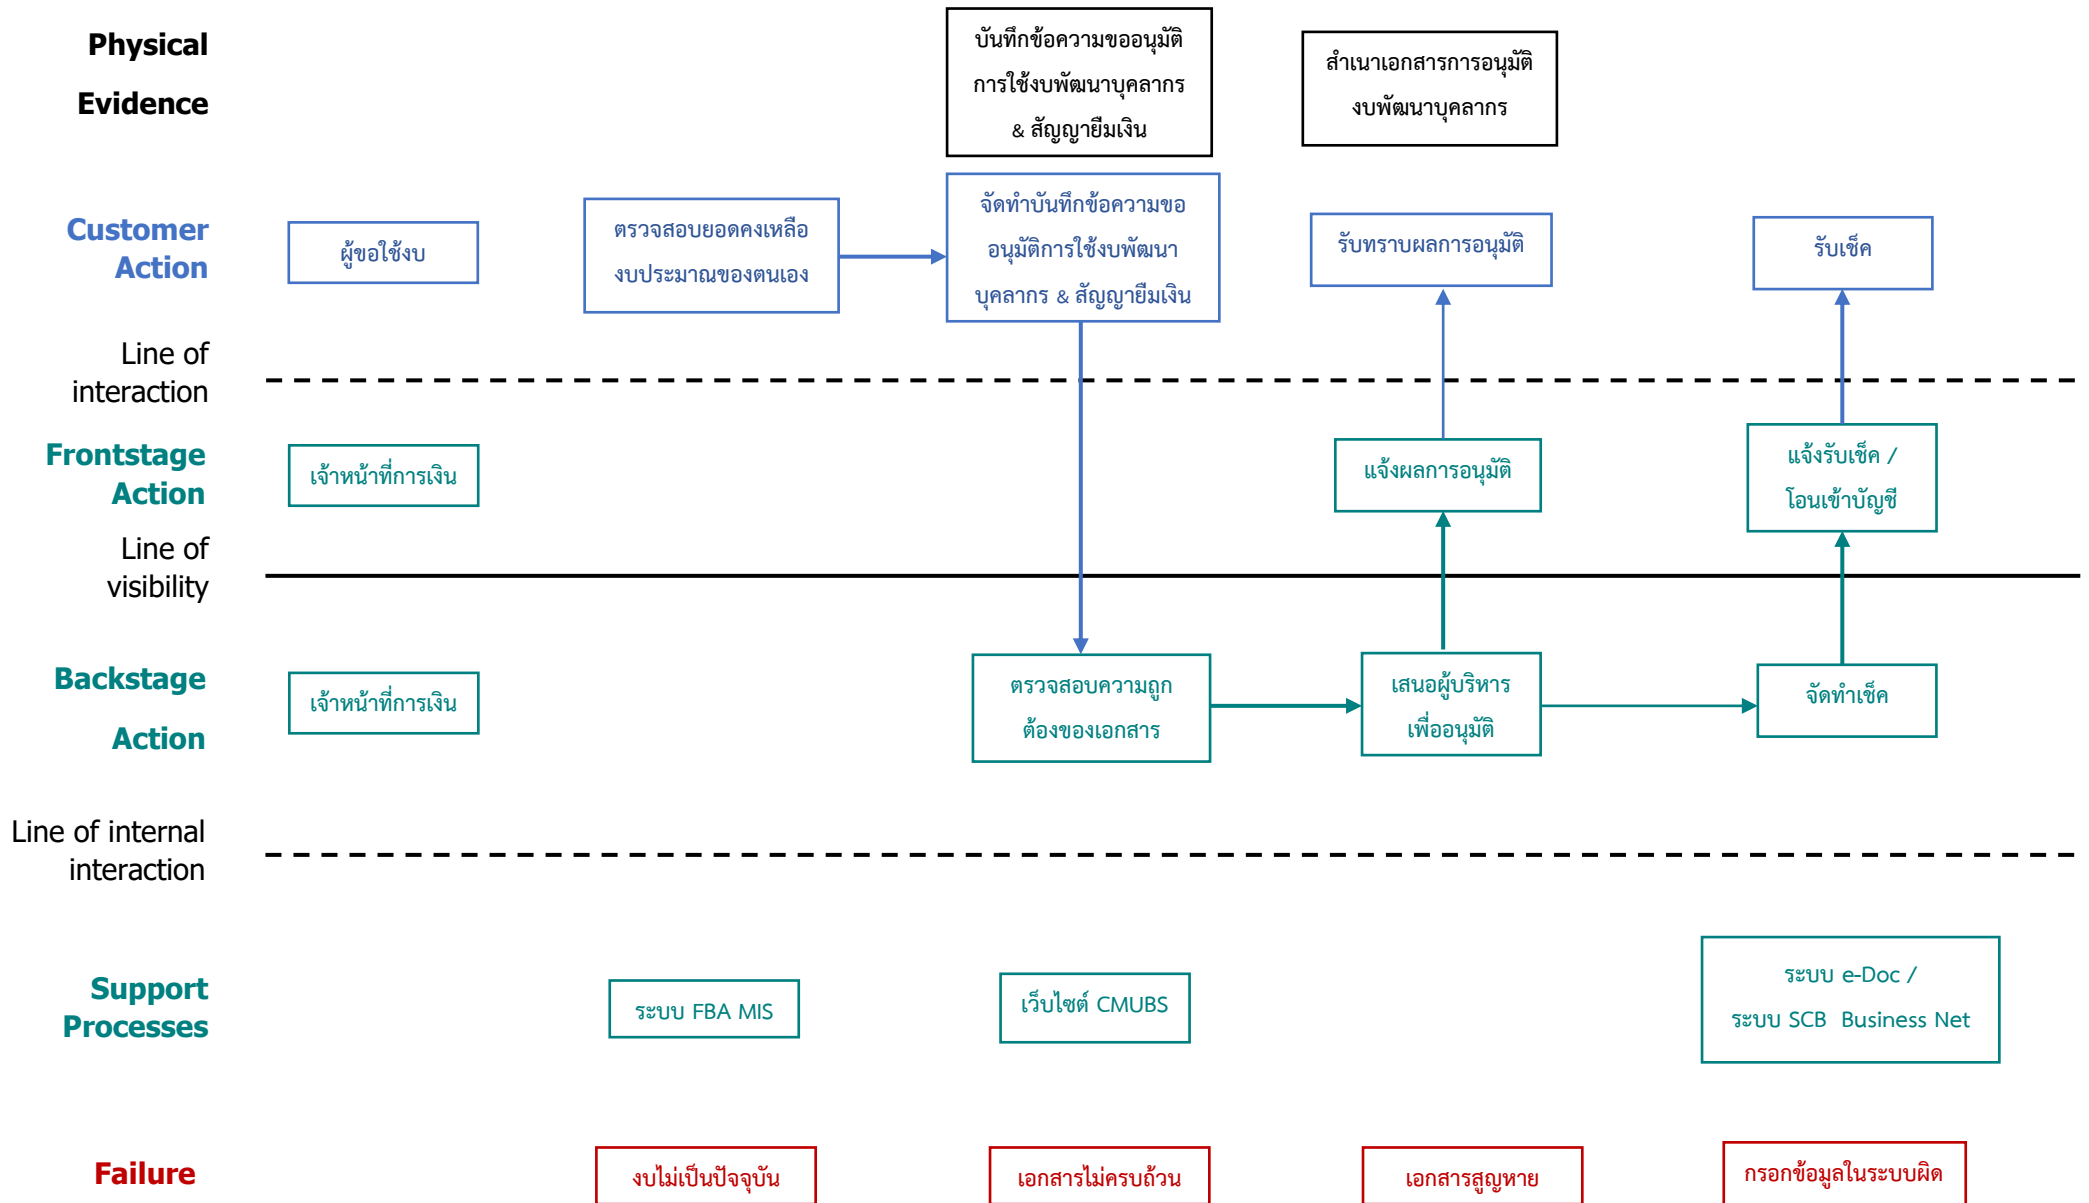 Physical
Evidence
บันทึกข้อความขออนุมัติ
การใช้งบพัฒนาบุคลากร
& สัญญายืมเงิน
สำเนาเอกสารการอนุมัติ
งบพัฒนาบุคลากร
Customer
Action
ผู้ขอใช้งบ
ตรวจสอบยอดคงเหลือ
งบประมาณของตนเอง
จัดทำบันทึกข้อความขอ
อนุมัติการใช้งบพัฒนา
บุคลากร & สัญญายืมเงิน
รับทราบผลการอนุมัติ
รับเช็ค
Line of
interaction
Frontstage
Action
เจ้าหน้าที่การเงิน
แจ้งผลการอนุมัติ
แจ้งรับเช็ค /
โอนเข้าบัญชี
Line of
visibility
Backstage
Action
เจ้าหน้าที่การเงิน
ตรวจสอบความถูก
ต้องของเอกสาร
เสนอผู้บริหาร
เพื่ออนุมัติ
จัดทำเช็ค
Line of internal
interaction
Support
Processes
ระบบ FBA MIS
เว็บไซต์ CMUBS
ระบบ e-Doc /
ระบบ SCB Business Net
Failure
งบไม่เป็นปัจจุบัน
เอกสารไม่ครบถ้วน
เอกสารสูญหาย
กรอกข้อมูลในระบบผิด